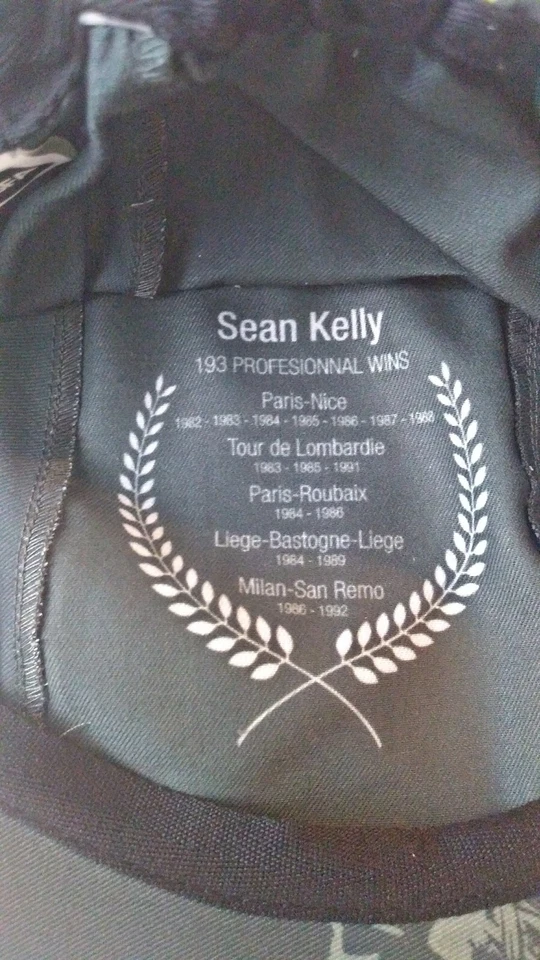 Sean Kelly
193 PROFESIONNAL WINS
Paris-Nice
1982 - 1983 - 1984 - 1985 - 1986 - 1987 - 1988
Tour de Lombardie
1983 - 1985 - 1991
Paris-Roubaix
1984 - 1986
Liege-Bastogne-Liege
1984 - 1989
Milan-San Remo
1986 - 1992